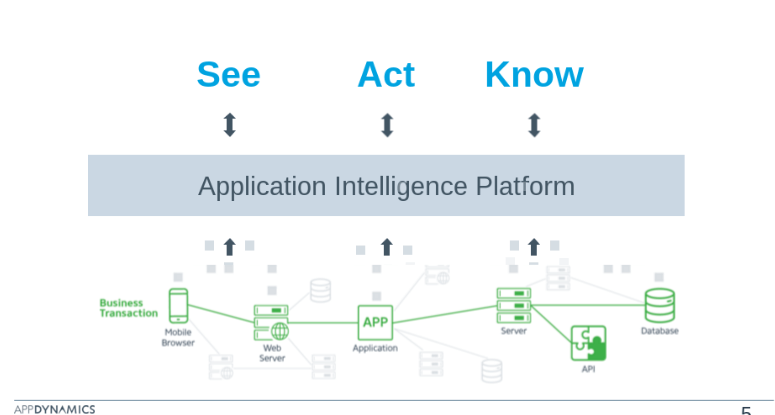 See Act Know
Application Intelligence Platform
Business
Transaction
Mobile
Browser
Web
Server
APP
Application
Server
API
Database
APPDYNAMICS
5